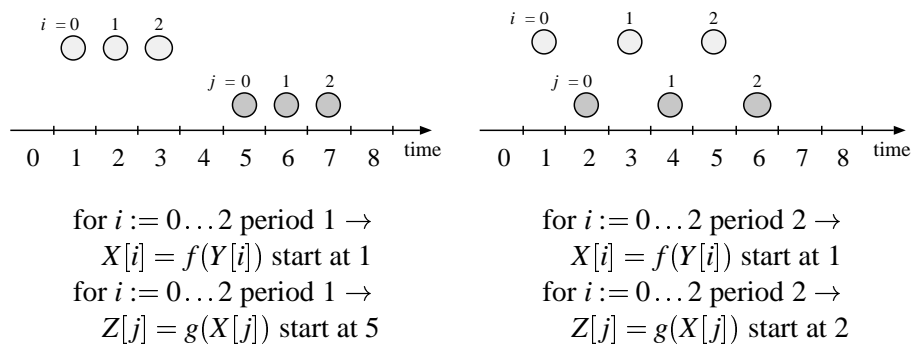 i = 0 1 2
j = 0 1 2
0 1 2 3 4 5 6 7 8 time
for i := 0...2 period 1 →
X[i] = f(Y[i]) start at 1
for i := 0...2 period 1 →
Z[j] = g(X[j]) start at 5
i = 0 1 2
j = 0 1 2
0 1 2 3 4 5 6 7 8 time
for i := 0...2 period 2 →
X[i] = f(Y[i]) start at 1
for i := 0...2 period 2 →
Z[j] = g(X[j]) start at 2